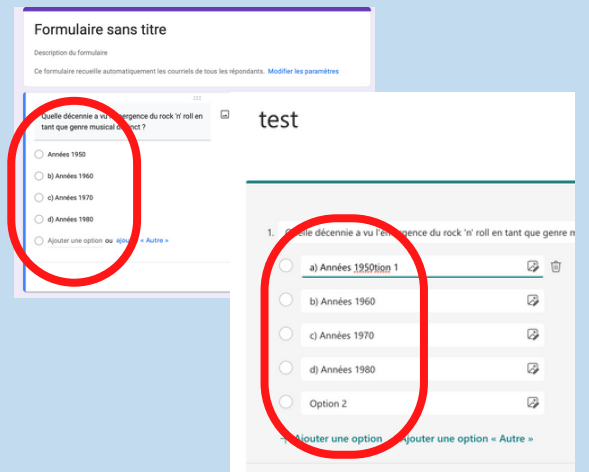 Formulaire sans titre
Description du formulaire
Ce formulaire recueille automatiquement les courriels de tous les répondants. Modifier les paramètres
Quelle décennie a vu l'émergence du rock 'n' roll en
tant que genre musical distinct ?
Années 1950
b) Années 1960
c) Années 1970
d) Années 1980
Ajouter une option ou ajouter « Autre »
test
1. Quelle décennie a vu l'émergence du rock 'n' roll en tant que genre
a) Années 1950tion 1
b) Années 1960
c) Années 1970
d) Années 1980
Option 2
+ Ajouter une option Ajouter une option « Autre »